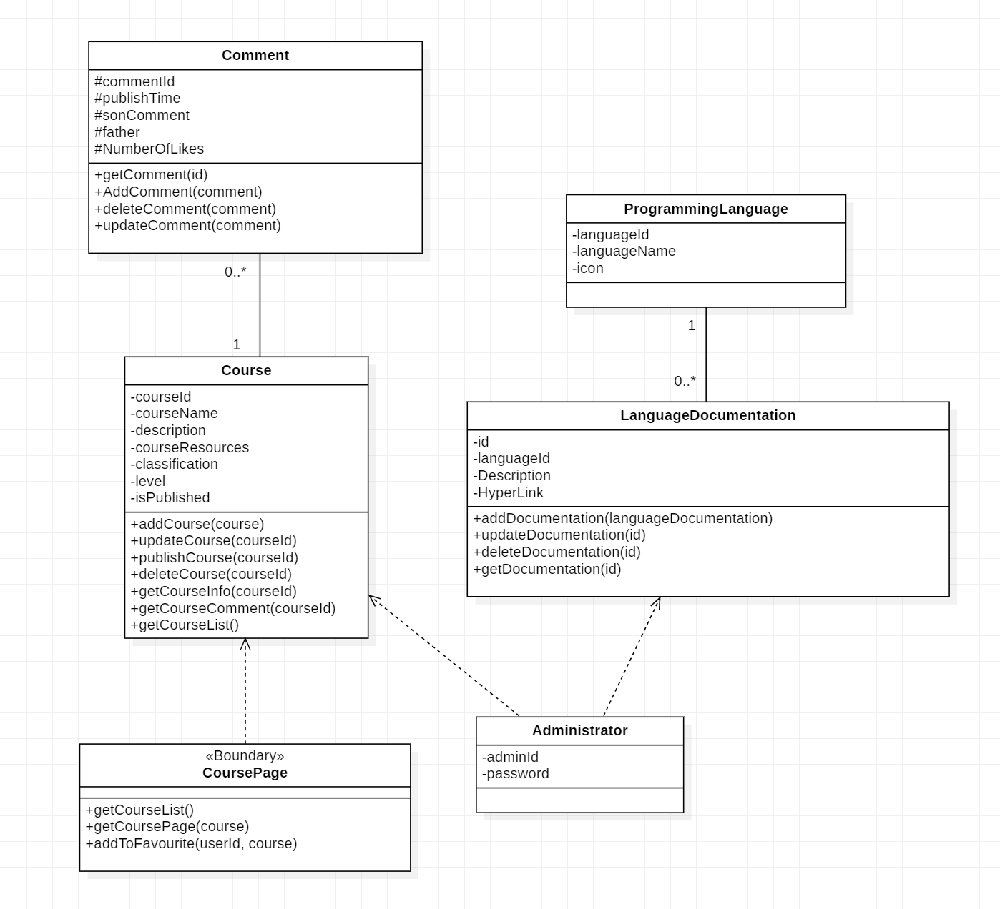 Comment
#commentId
#publishTime
#sonComment
#father
#NumberOfLikes
+getComment(id)
+AddComment(comment)
+deleteComment(comment)
+updateComment(comment)
0..*
1
Course
-courseId
-courseName
-description
-courseResources
-classification
-level
-isPublished
+addCourse(course)
+updateCourse(courseId)
+publishCourse(courseId)
+deleteCourse(courseId)
+getCourseInfo(courseId)
+getCourseComment(courseId)
+getCourseList()
ProgrammingLanguage
-languageId
-languageName
-icon
1
0..*
LanguageDocumentation
-id
-languageId
-Description
-HyperLink
+addDocumentation(languageDocumentation)
+updateDocumentation(id)
+deleteDocumentation(id)
+getDocumentation(id)
«Boundary»
CoursePage
+getCourseList()
+getCoursePage(course)
+addToFavourite(userId, course)
Administrator
-adminId
-password